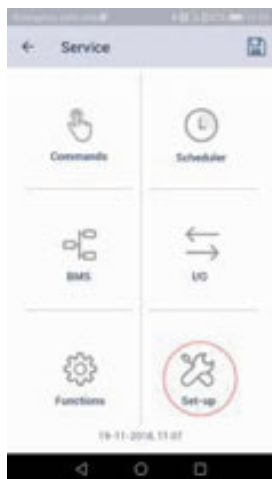 Service
Commands
Scheduler
BMS
I/O
Functions
Set-up
19-11-2018, 11:07